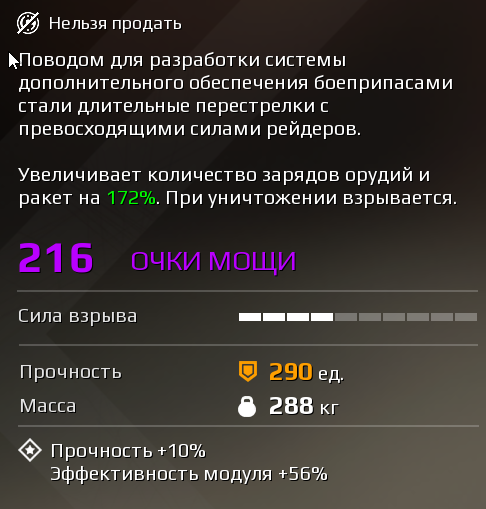 Нельзя продать
Поводом для разработки системы
дополнительного обеспечения боеприпасами
стали длительные перестрелки с
превосходящими силами рейдеров.
Увеличивает количество зарядов орудий и
ракет на 172%. При уничтожении взрывается.
216 ОЧКИ МОЩИ
Сила взрыва
Прочность 290 ед.
Масса 288 кг
Прочность +10%
Эффективность модуля +56%